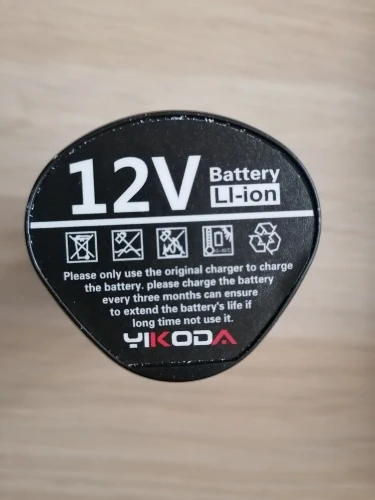 12V Battery
LI-ion
Please only use the original charger to charge
the battery. please charge the battery
every three months can ensure
to extend the battery's life if
long time not use it.
YIKODA